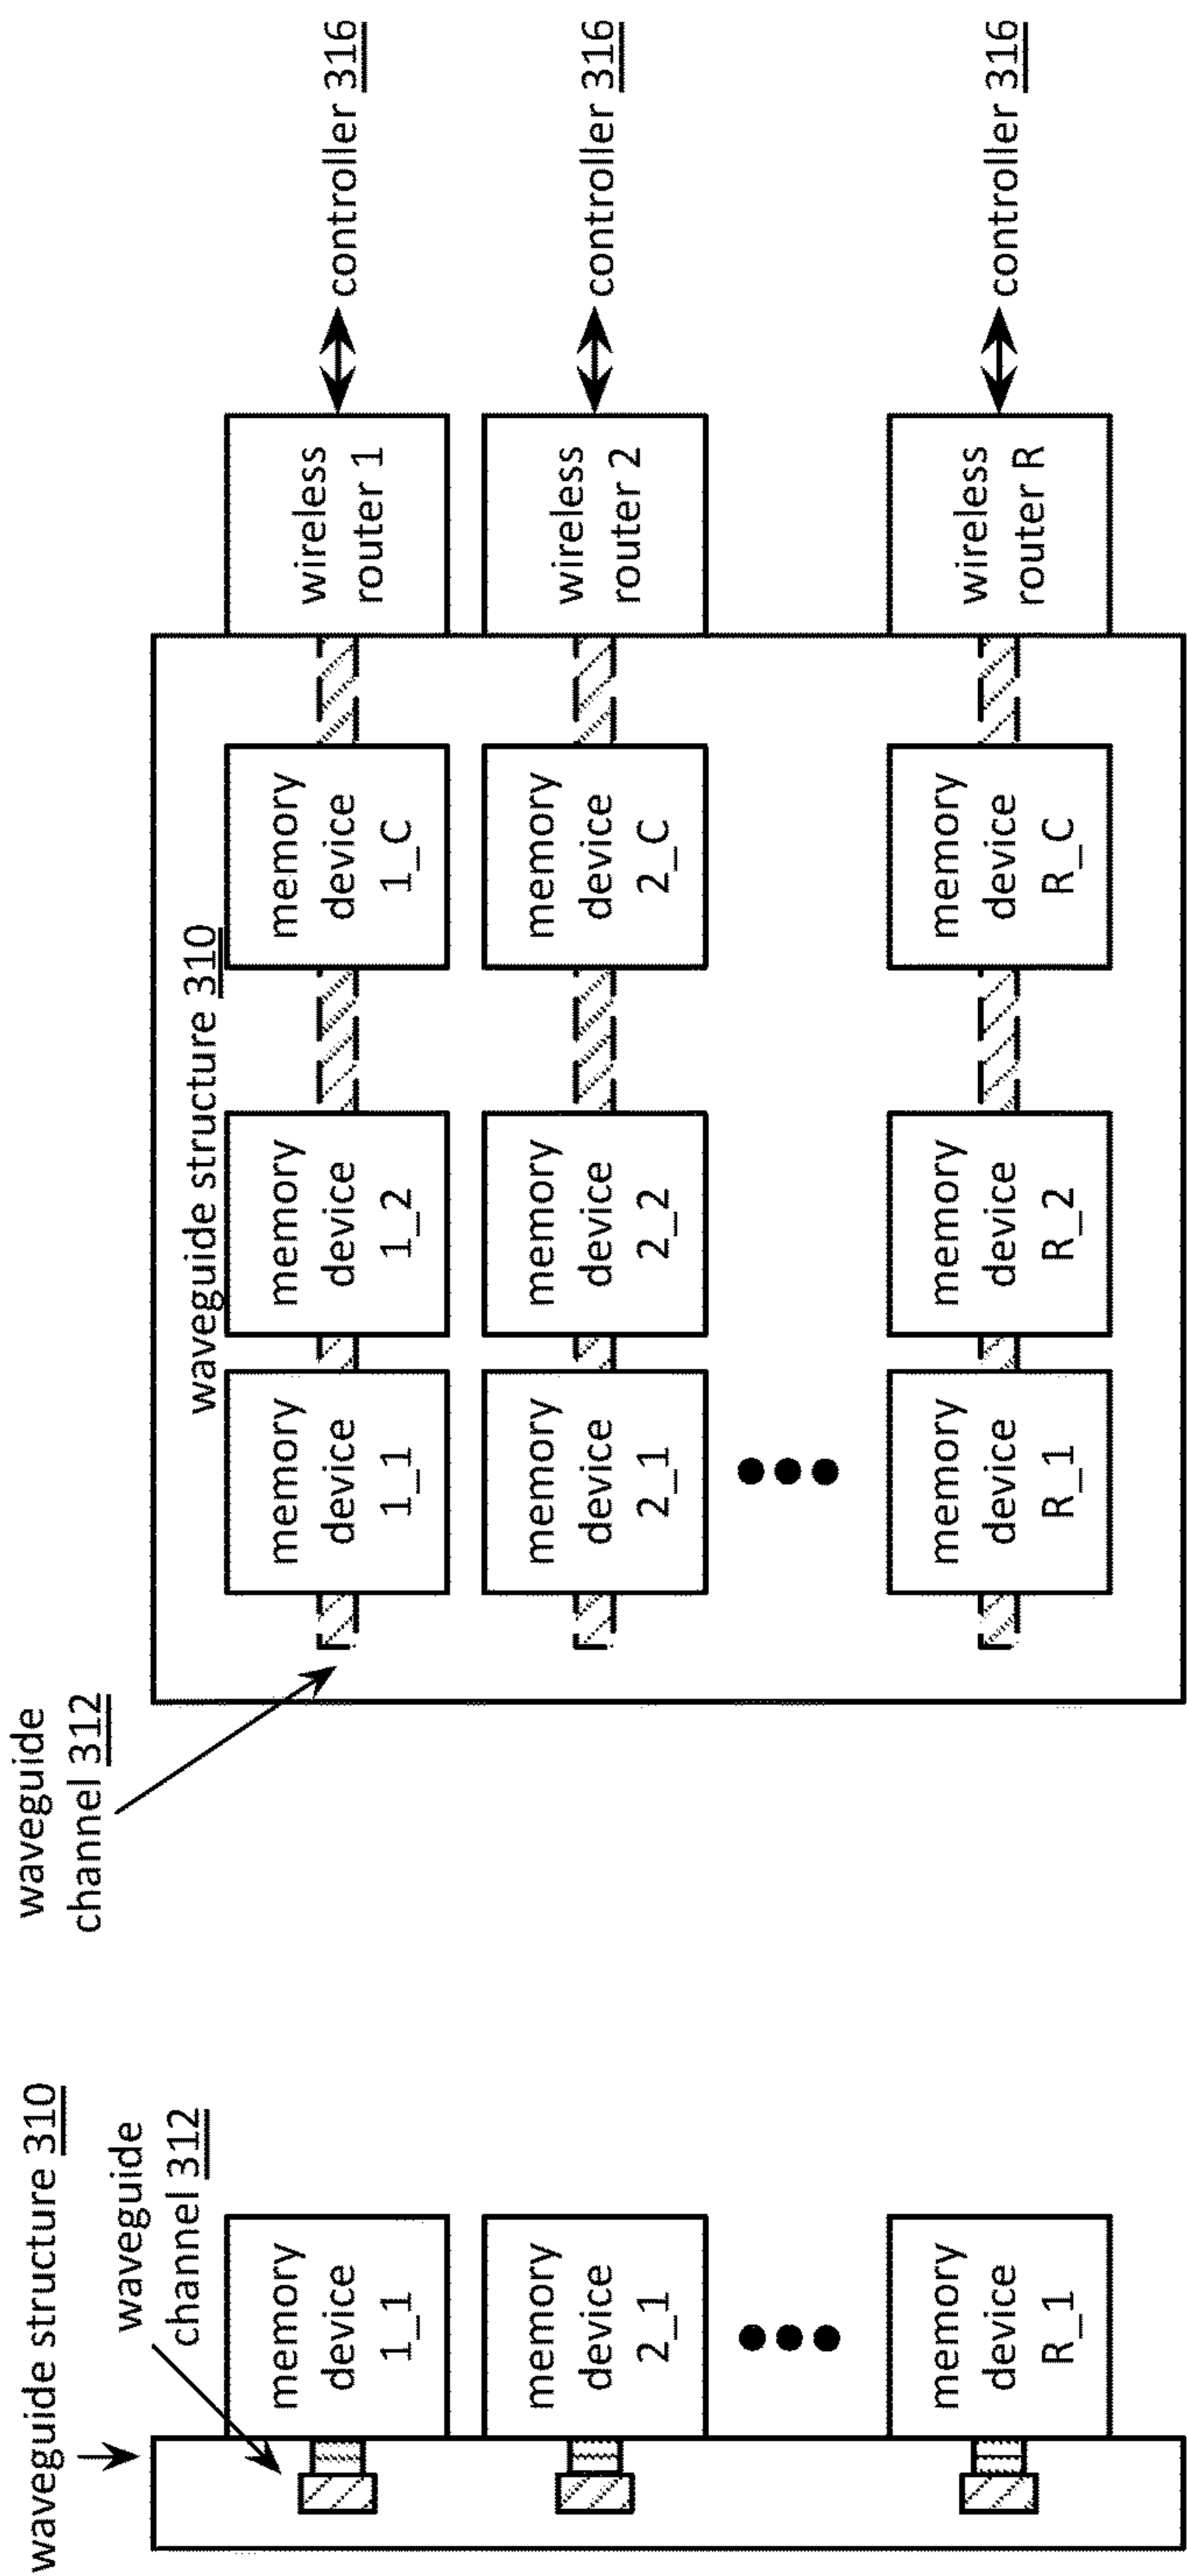 waveguide structure 310
waveguide
channel 312
memory
device
1_1
memory
device
2_1
memory
device
R_1
waveguide
channel 312
waveguide structure 310
memory
device
1_1
memory
device
1_2
memory
device
1_C
wireless
router 1
controller 316
memory
device
2_1
memory
device
2_2
memory
device
2_C
wireless
router 2
controller 316
memory
device
R_1
memory
device
R_2
memory
device
R_C
wireless
router R
controller 316